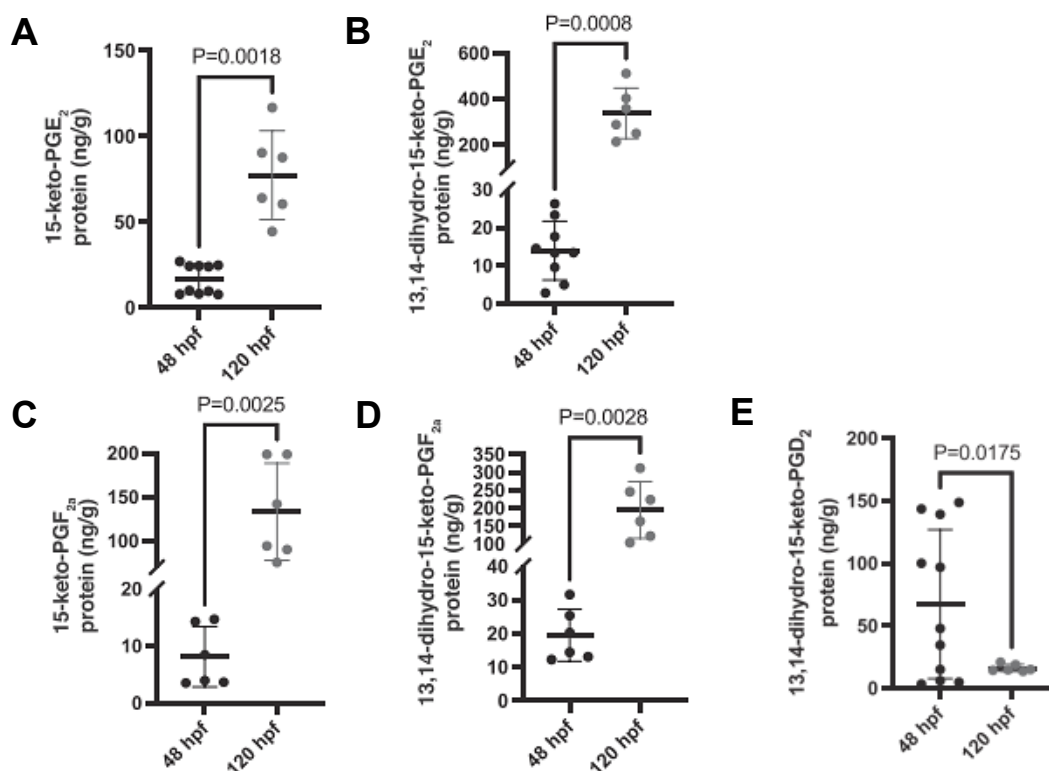 A
P=0.0018
15-keto-PGE2
protein (ng/g)
150
100
50
0
48 hpf
120 hpf
B
P=0.0008
13,14-dihydro-15-keto-PGE2
protein (ng/g)
600
400
200
30
20
10
0
48 hpf
120 hpf
C
P=0.0025
15-keto-PGF2a
protein (ng/g)
200
150
100
20
10
0
48 hpf
120 hpf
D
P=0.0028
13,14-dihydro-15-keto-PGF2a
protein (ng/g)
350
300
250
200
150
100
40
30
20
10
0
48 hpf
120 hpf
E
P=0.0175
13,14-dihydro-15-keto-PGD2
protein (ng/g)
200
150
100
50
0
48 hpf
120 hpf